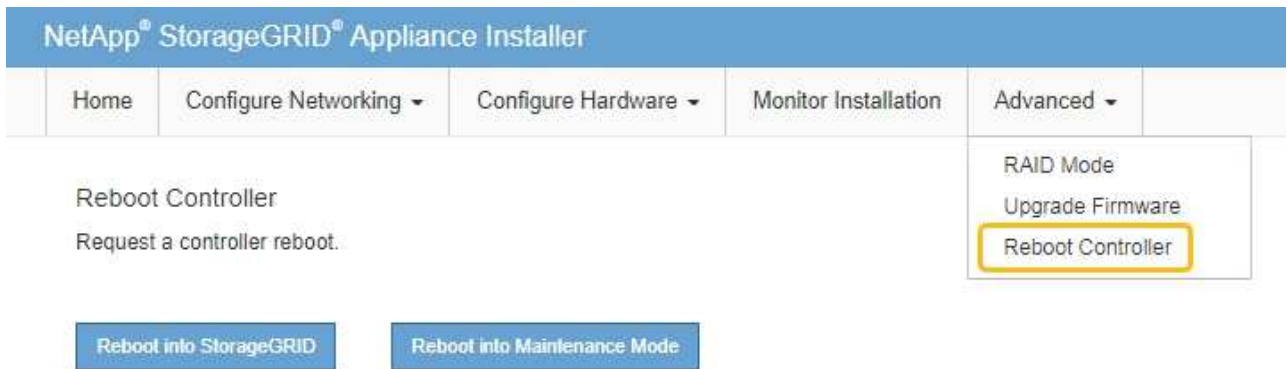 NetApp® StorageGRID® Appliance Installer
Home Configure Networking Configure Hardware Monitor Installation Advanced
RAID Mode
Upgrade Firmware
Reboot Controller
Reboot Controller
Request a controller reboot.
Reboot into StorageGRID Reboot into Maintenance Mode